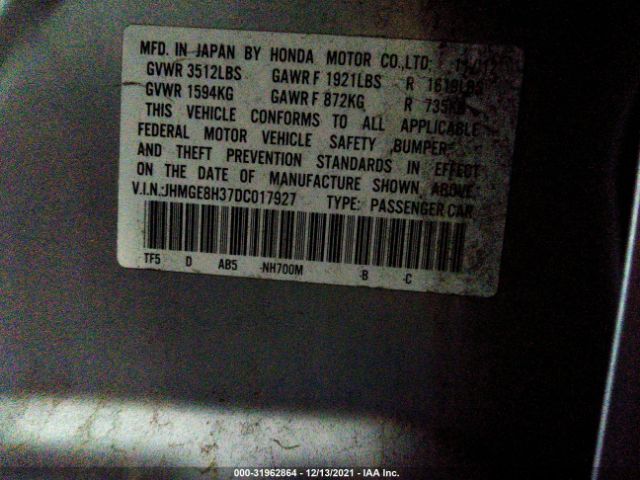 MFD. IN JAPAN BY HONDA MOTOR CO.,LTD.
GVWR 3512LBS GAWR F 1921LBS R 1618LBS
GVWR 1594KG GAWR F 872KG R 735KG
THIS VEHICLE CONFORMS TO ALL APPLICABLE
FEDERAL MOTOR VEHICLE SAFETY ,BUMPER
AND THEFT PREVENTION STANDARDS IN EFFECT
ON THE DATE OF MANUFACTURE SHOWN ABOVE.
V.I.N.:JHMGE8H37DC017927 TYPE: PASSENGER CAR
TF5 D AB5 -NH700M -B -C
000-31962864 - 12/13/2021 - IAA Inc.